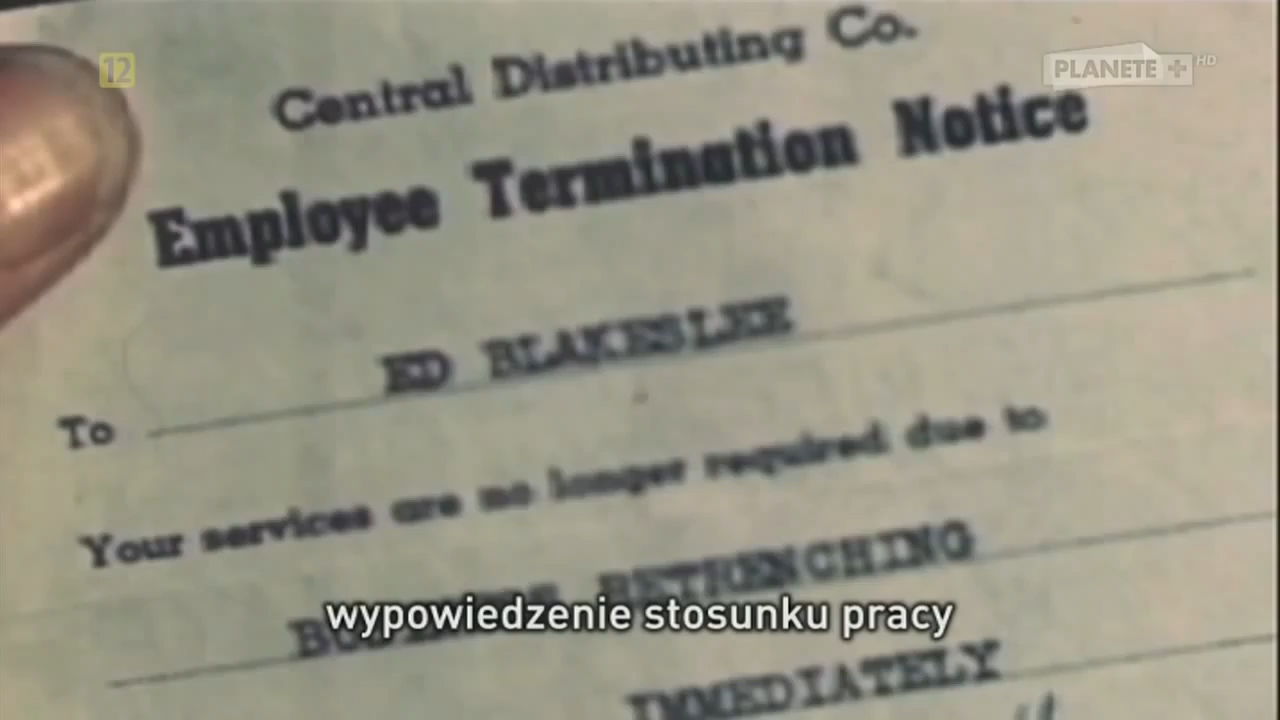 12
PLANETE + HD
Central Distributing Co.
Employee Termination Notice
To ED BLAKESLEE
Your services are no longer required due to
RETRENCHING
wypowiedzenie stosunku pracy
IMMEDIATELY